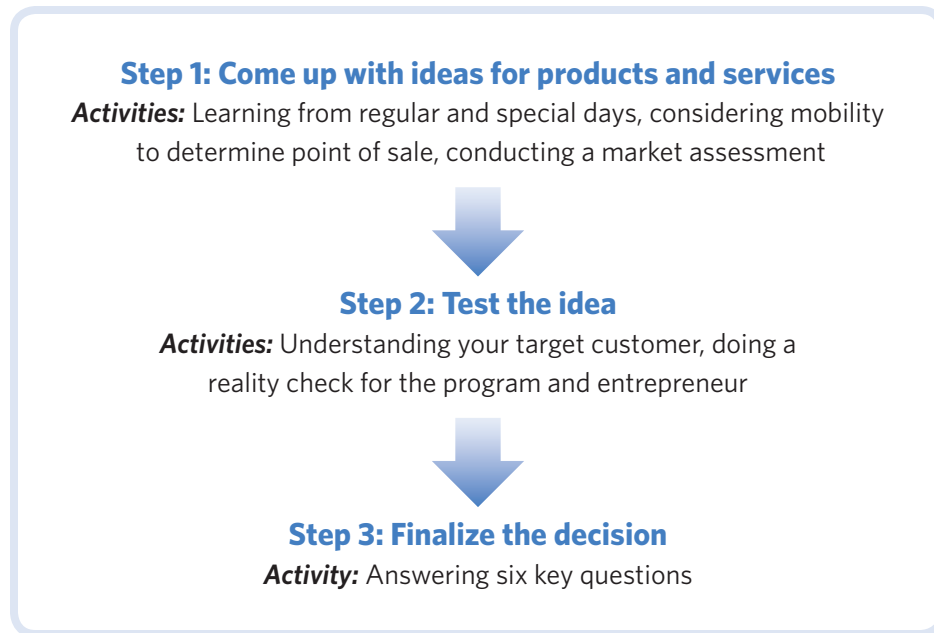 Step 1: Come up with ideas for products and services
Activities: Learning from regular and special days, considering mobility
to determine point of sale, conducting a market assessment
Step 2: Test the idea
Activities: Understanding your target customer, doing a
reality check for the program and entrepreneur
Step 3: Finalize the decision
Activity: Answering six key questions